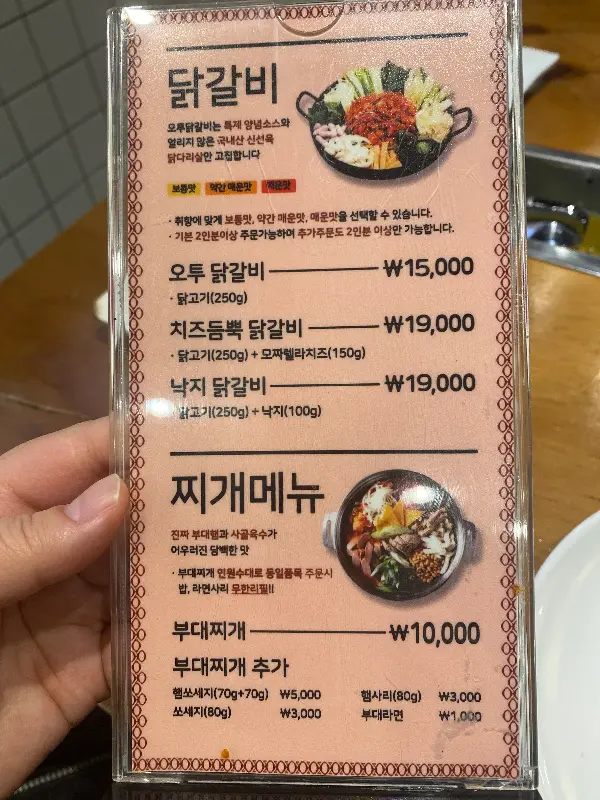 닭갈비
오투닭갈비는 특제 양념소스와
얼리지 않은 국내산 신선육
닭다리살만 고집합니다
보통맛 약간 매운맛 매운맛
· 취향에 맞게 보통맛, 약간 매운맛, 매운맛을 선택할 수 있습니다.
· 기본 2인분이상 주문가능하며 추가주문도 2인분 이상만 가능합니다.
오투 닭갈비 ₩15,000
· 닭고기(250g)
치즈듬뿍 닭갈비 ₩19,000
· 닭고기(250g) + 모짜렐라치즈(150g)
낙지 닭갈비 ₩19,000
닭고기(250g) + 낙지(100g)
찌개메뉴
진짜 부대햄과 사골육수가
어우러진 담백한 맛
· 부대찌개 인원수대로 동일품목 주문시
밥, 라면사리 무한리필!!
부대찌개 ₩10,000
부대찌개 추가
햄쏘세지(70g+70g) ₩5,000 햄사리(80g) ₩3,000
쏘세지(80g) ₩3,000 부대라면 ₩1,000